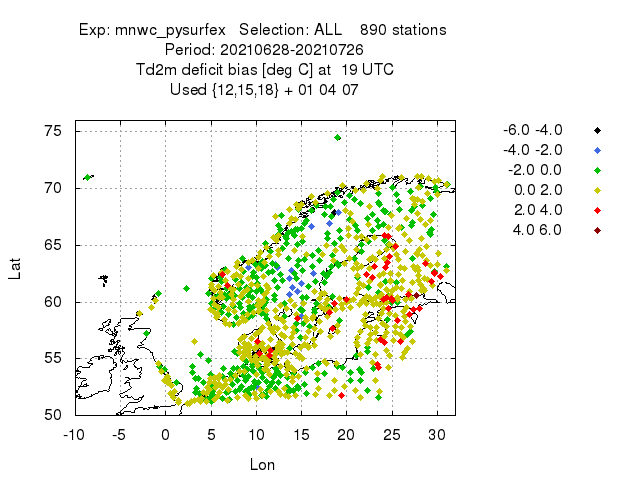 Exp: mnwc_pysurfex   Selection: ALL    890 stations
Period: 20210628-20210726
Td2m deficit bias [deg C] at  19 UTC
Used {12,15,18} + 01 04 07
75
70
65
60
55
50
-10 -5 0 5 10 15 20 25 30
Lat
Lon
-6.0 -4.0
-4.0 -2.0
-2.0 0.0
0.0 2.0
2.0 4.0
4.0 6.0